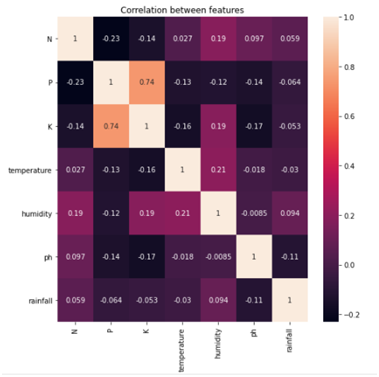 Correlation between features
N 1 -0.23 -0.14 0.027 0.19 0.097 0.059
P -0.23 1 0.74 -0.13 -0.12 -0.14 -0.064
K -0.14 0.74 1 -0.16 0.19 -0.17 -0.053
temperature 0.027 -0.13 -0.16 1 0.21 -0.018 -0.03
humidity 0.19 -0.12 0.19 0.21 1 -0.0085 0.094
ph 0.097 -0.14 -0.17 -0.018 -0.0085 1 -0.11
rainfall 0.059 -0.064 -0.053 -0.03 0.094 -0.11 1
N P K temperature humidity ph rainfall
1.0
0.8
0.6
0.4
0.2
0.0
-0.2